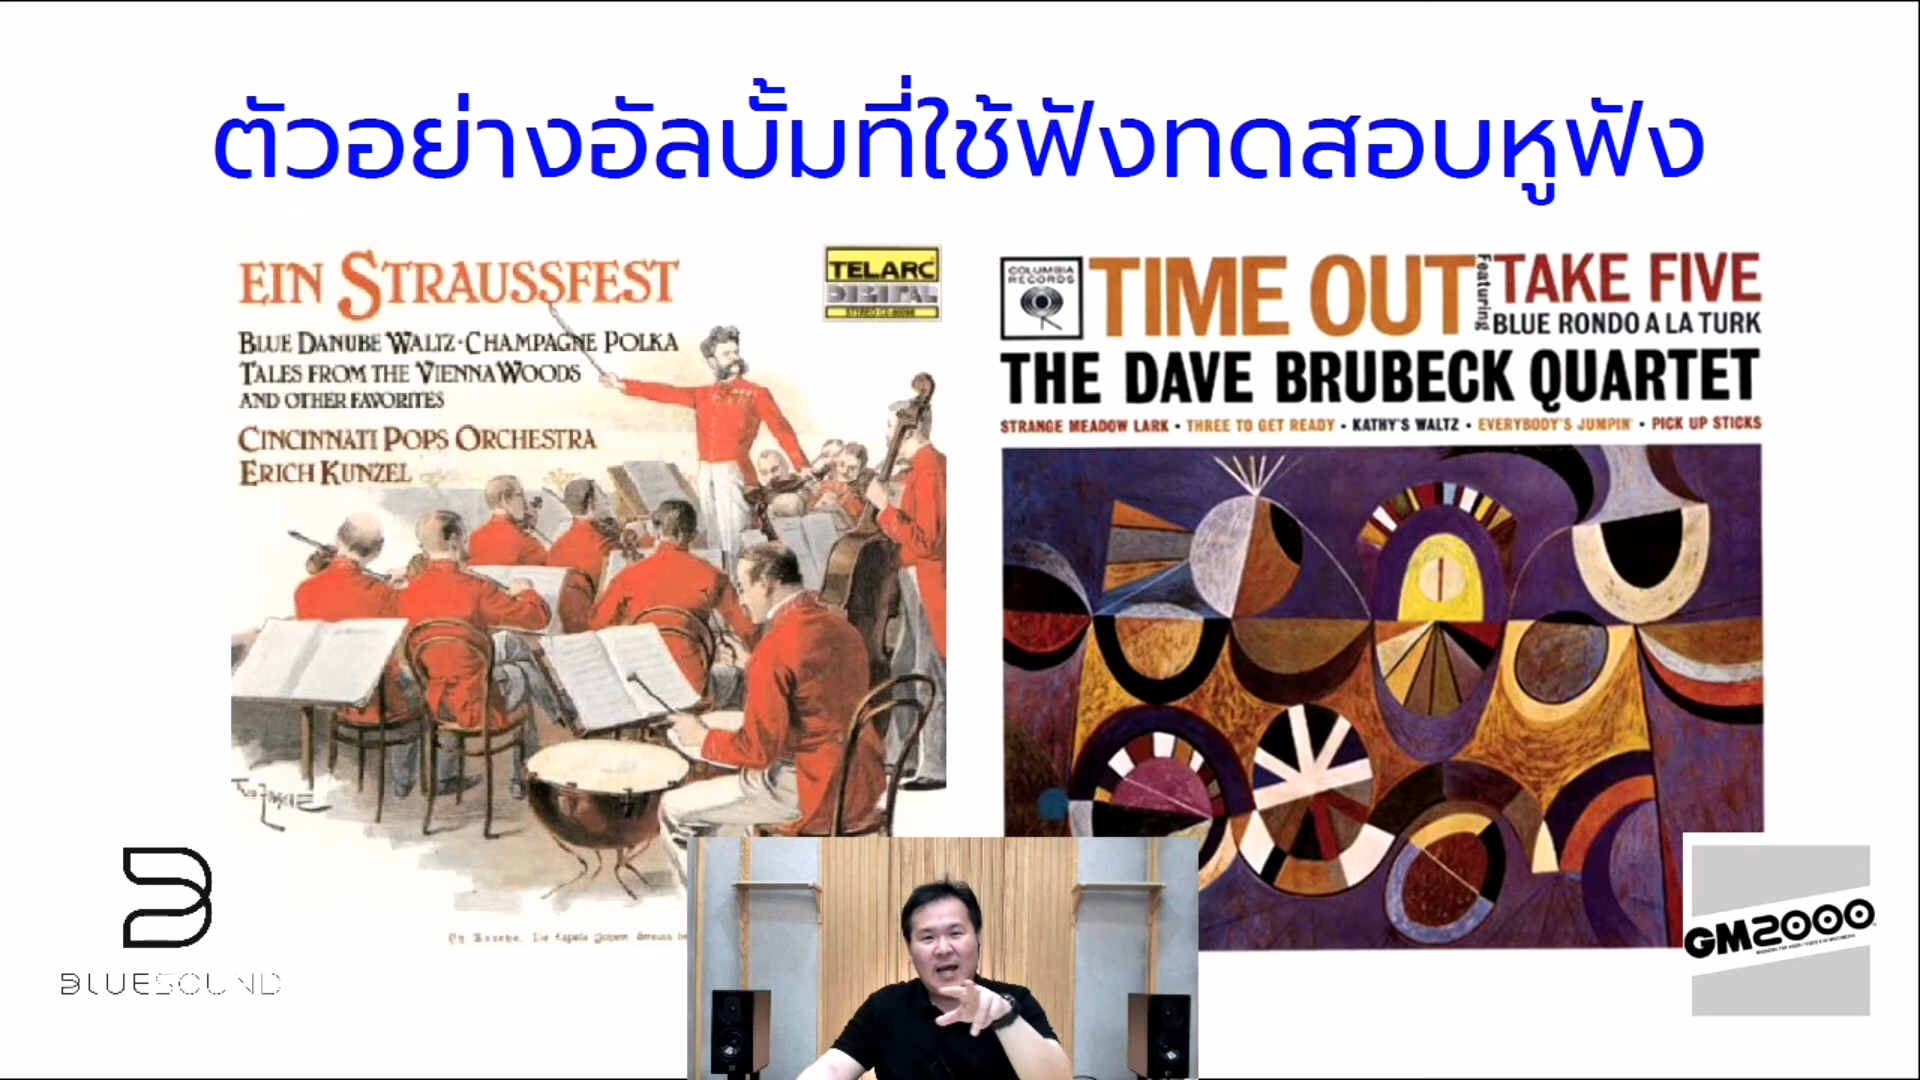 ตัวอย่างอัลบั้มที่ใช้ฟังทดสอบหูฟัง
EIN STRAUSSFEST
BLUE DANUBE WALTZ · CHAMPAGNE POLKA
TALES FROM THE VIENNA WOODS
AND OTHER FAVORITES
CINCINNATI POPS ORCHESTRA
ERICH KUNZEL
TELARC
DIGITAL
COLUMBIA
RECORDS
TIME OUT
Featuring
TAKE FIVE
BLUE RONDO A LA TURK
THE DAVE BRUBECK QUARTET
STRANGE MEADOW LARK • THREE TO GET READY • KATHY'S WALTZ • EVERYBODY'S JUMPIN' • PICK UP STICKS
BLUESOUND
GM2000